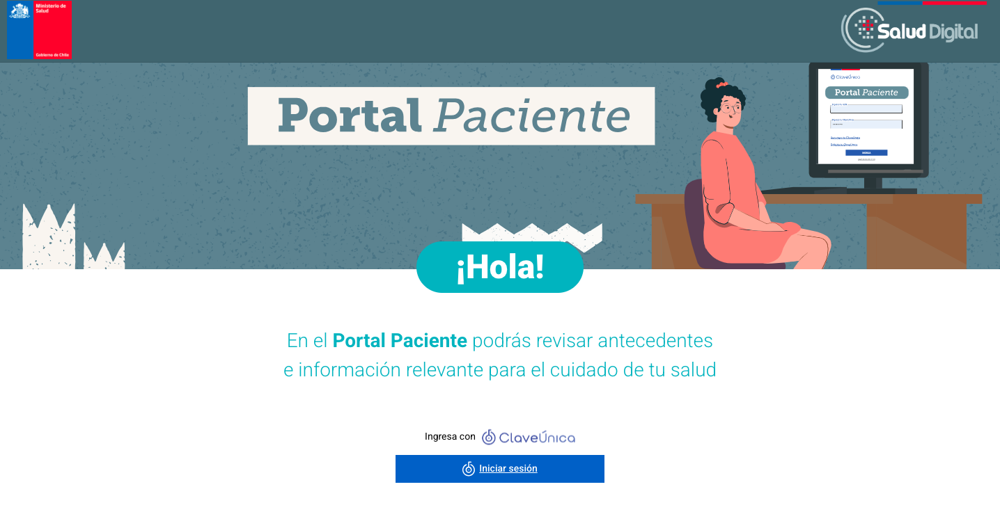 Ministerio de
Salud
Gobierno de Chile
Salud Digital
Portal Paciente
ClaveÚnica
Portal Paciente
INGRESA
¡Hola!
En el Portal Paciente podrás revisar antecedentes
e información relevante para el cuidado de tu salud
Ingresa con ClaveÚnica
Iniciar sesión